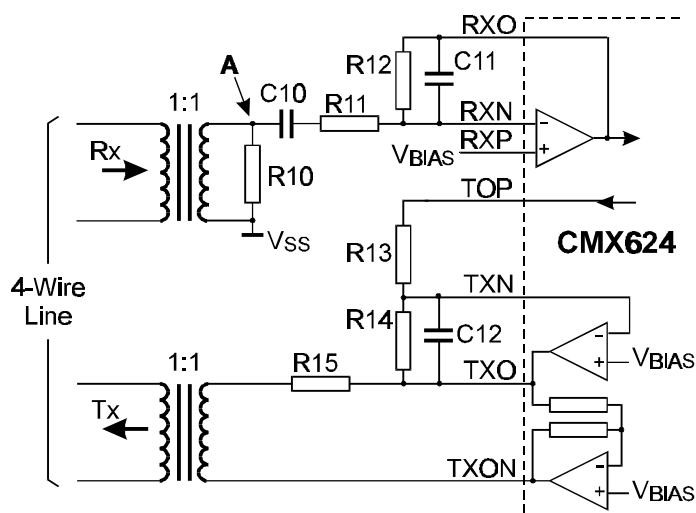 RXO
A
R12
C11
C10
1:1
R11
RXN
Rx
RXP
VBIAS
R10
TOP
VSS
CMX624
R13
4-Wire
Line
TXN
R14
C12
VBIAS
1:1
R15
TXO
Tx
TXON
VBIAS
-
+
-
+
-
+